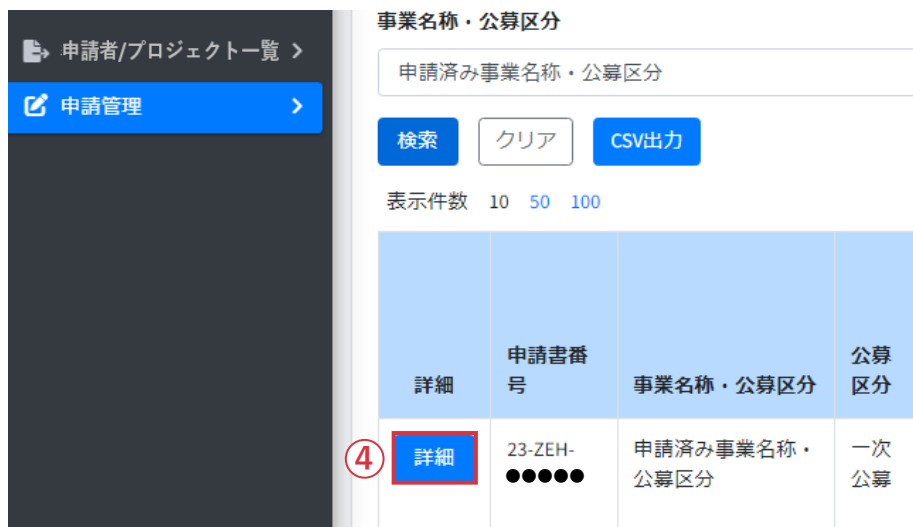 申請者/プロジェクト一覧
申請管理
事業名称・公募区分
申請済み事業名称・公募区分
検索 クリア CSV出力
表示件数 10 50 100
詳細
申請書番
号
事業名称・公募区分
公募
区分
④
詳細
23-ZEH-
●●●●●
申請済み事業名称・
公募区分
一次
公募